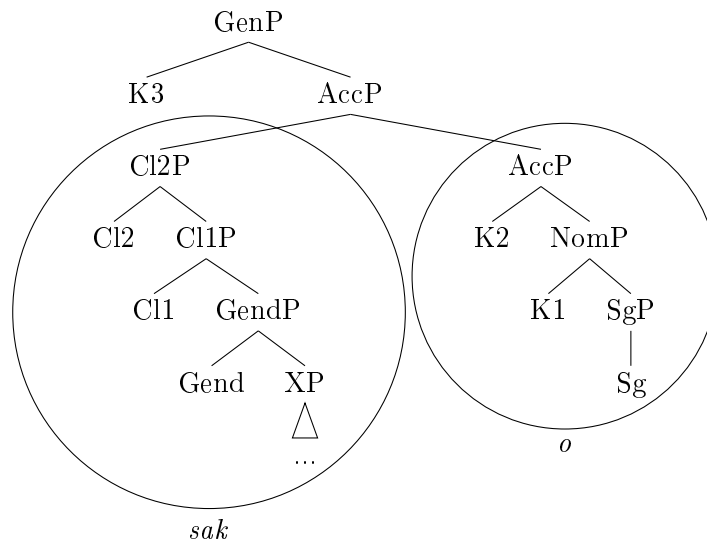 GenP
K3 AccP
Cl2P AccP
Cl2 Cl1P K2 NomP
Cl1 GendP K1 SgP
Gend XP Sg
...
o
sak